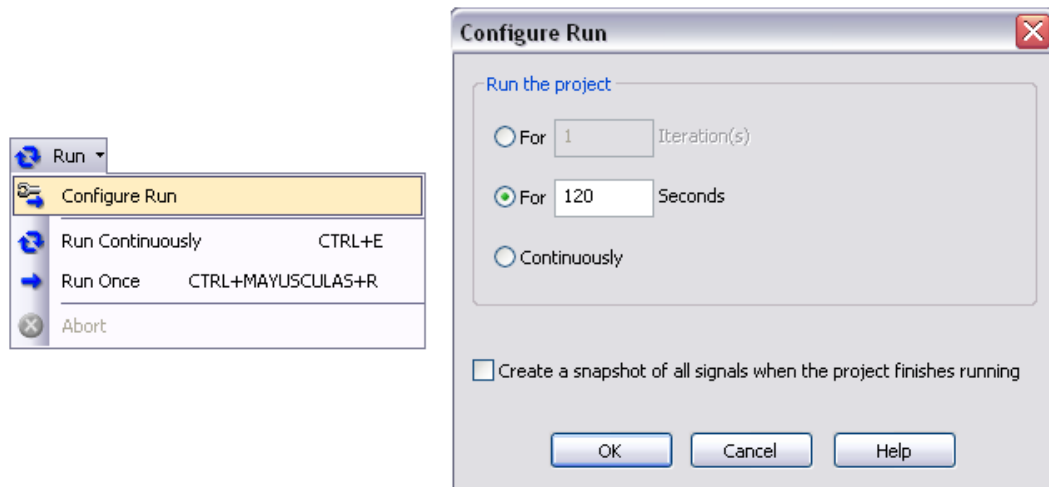 Run
Configure Run
Run Continuously CTRL+E
Run Once CTRL+MAYUSCULAS+R
Abort
Configure Run
Run the project
For 1 Iteration(s)
For 120 Seconds
Continuously
Create a snapshot of all signals when the project finishes running
OK Cancel Help